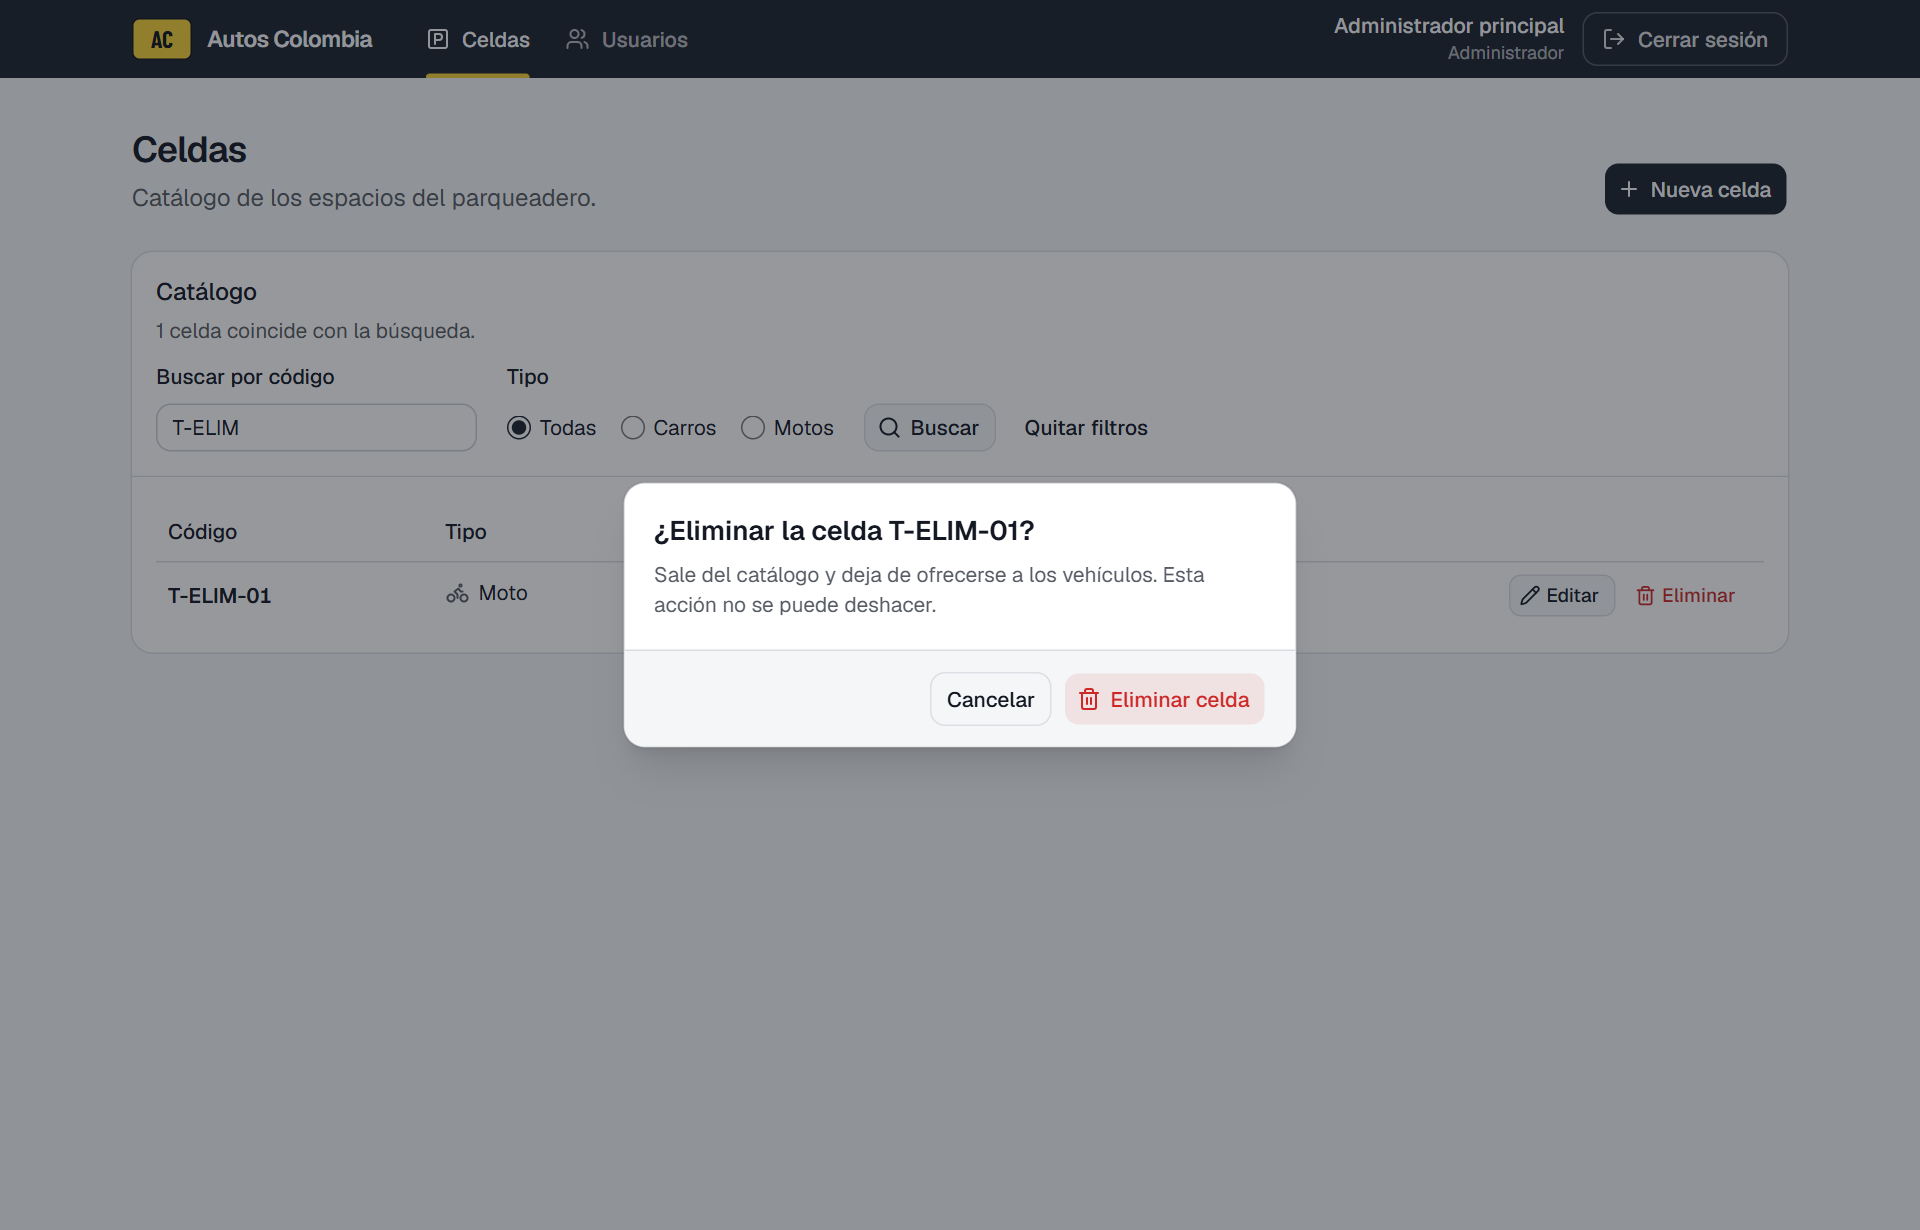 AC Autos Colombia
Celdas
Usuarios
Administrador principal
Administrador
Cerrar sesión
Celdas
Catálogo de los espacios del parqueadero.
+ Nueva celda
Catálogo
1 celda coincide con la búsqueda.
Buscar por código
Tipo
T-ELIM
Todas
Carros
Motos
Buscar
Quitar filtros
Código
Tipo
T-ELIM-01
Moto
Editar
Eliminar
¿Eliminar la celda T-ELIM-01?
Sale del catálogo y deja de ofrecerse a los vehículos. Esta
acción no se puede deshacer.
Cancelar
Eliminar celda